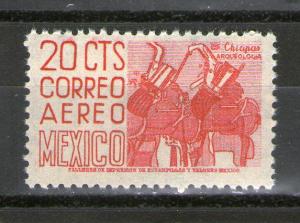 20 CTS
CORREO
AEREO
MEXICO
Chiapas
ARQUEOLOGIA
TALLERES DE IMPRESION DE ESTAMPILLAS Y VALORES MEXICO